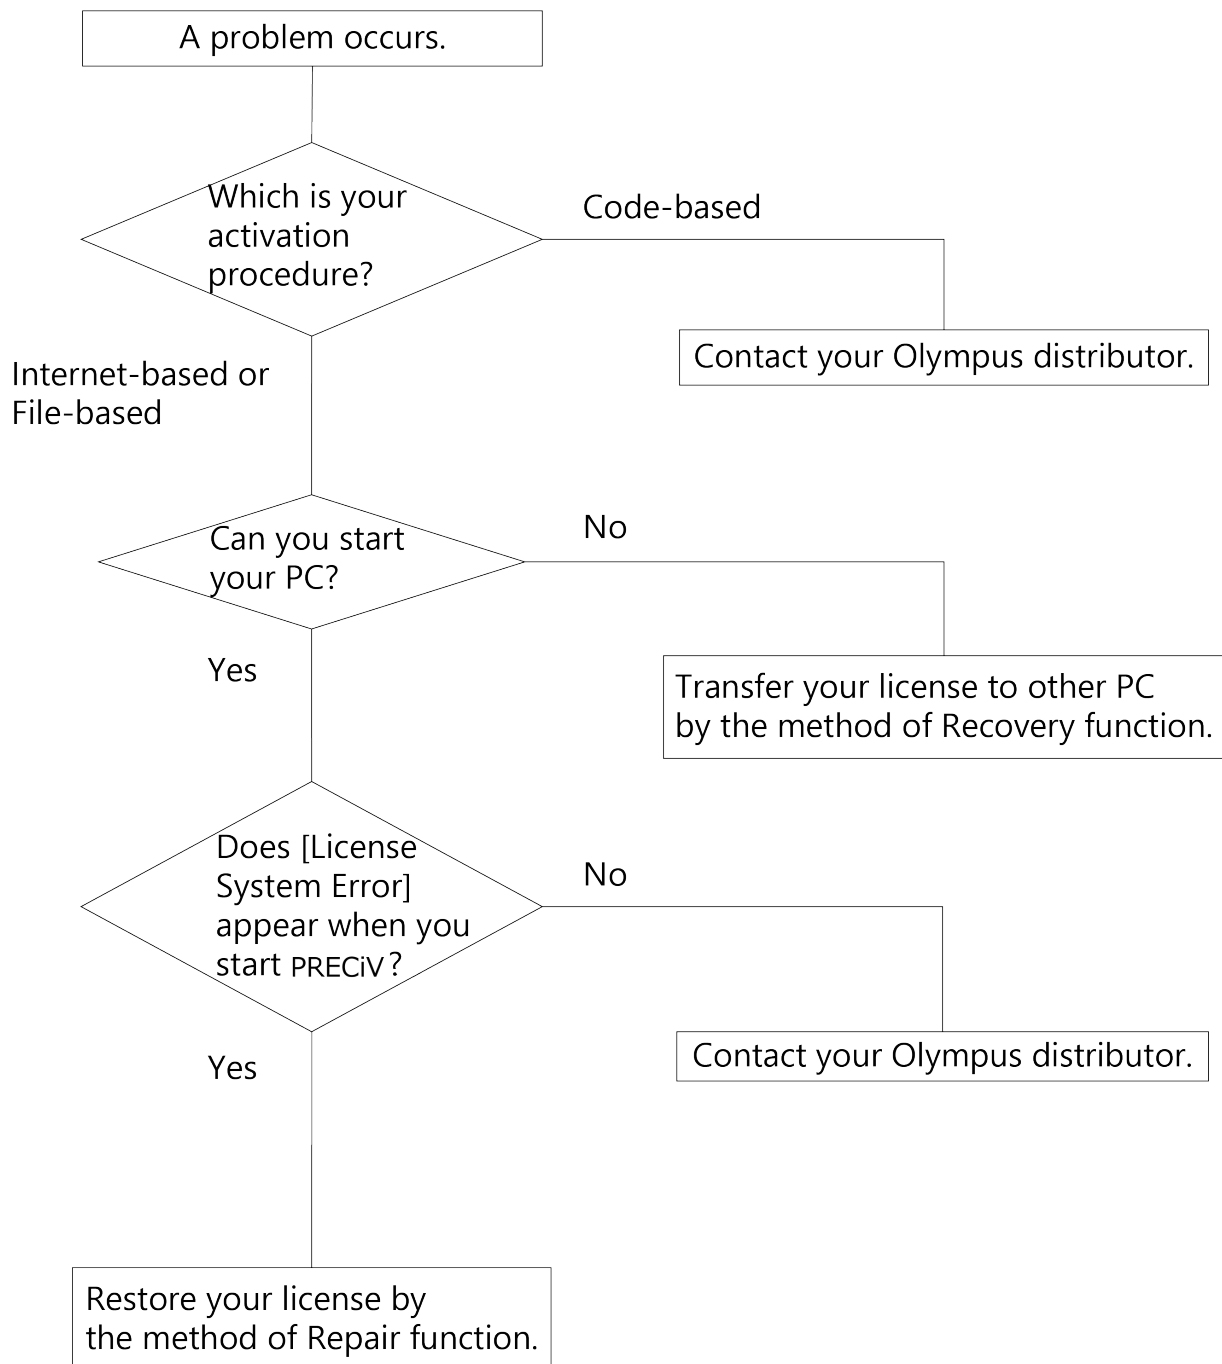 A problem occurs.
Which is your
activation
procedure?
Code-based
Contact your Olympus distributor.
Internet-based or
File-based
Can you start
your PC?
No
Yes
Transfer your license to other PC
by the method of Recovery function.
Does [License
System Error]
appear when you
start PRECiV?
No
Contact your Olympus distributor.
Yes
Restore your license by
the method of Repair function.